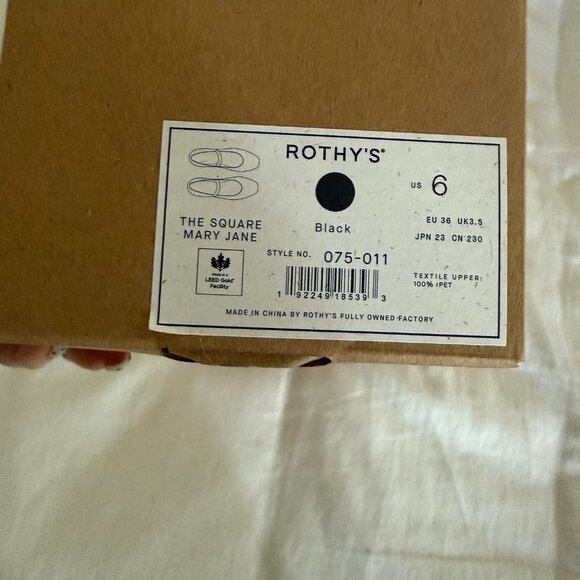 ROTHY'S®
US 6
EU 36 UK3.5
JPN 23 CN 230
THE SQUARE
MARY JANE
Black
STYLE NO. 075-011
MADE IN A
LEED Gold®
Facility
1 92249 18539 3
TEXTILE UPPER:
100% rPET
MADE IN CHINA BY ROTHY'S FULLY OWNED FACTORY